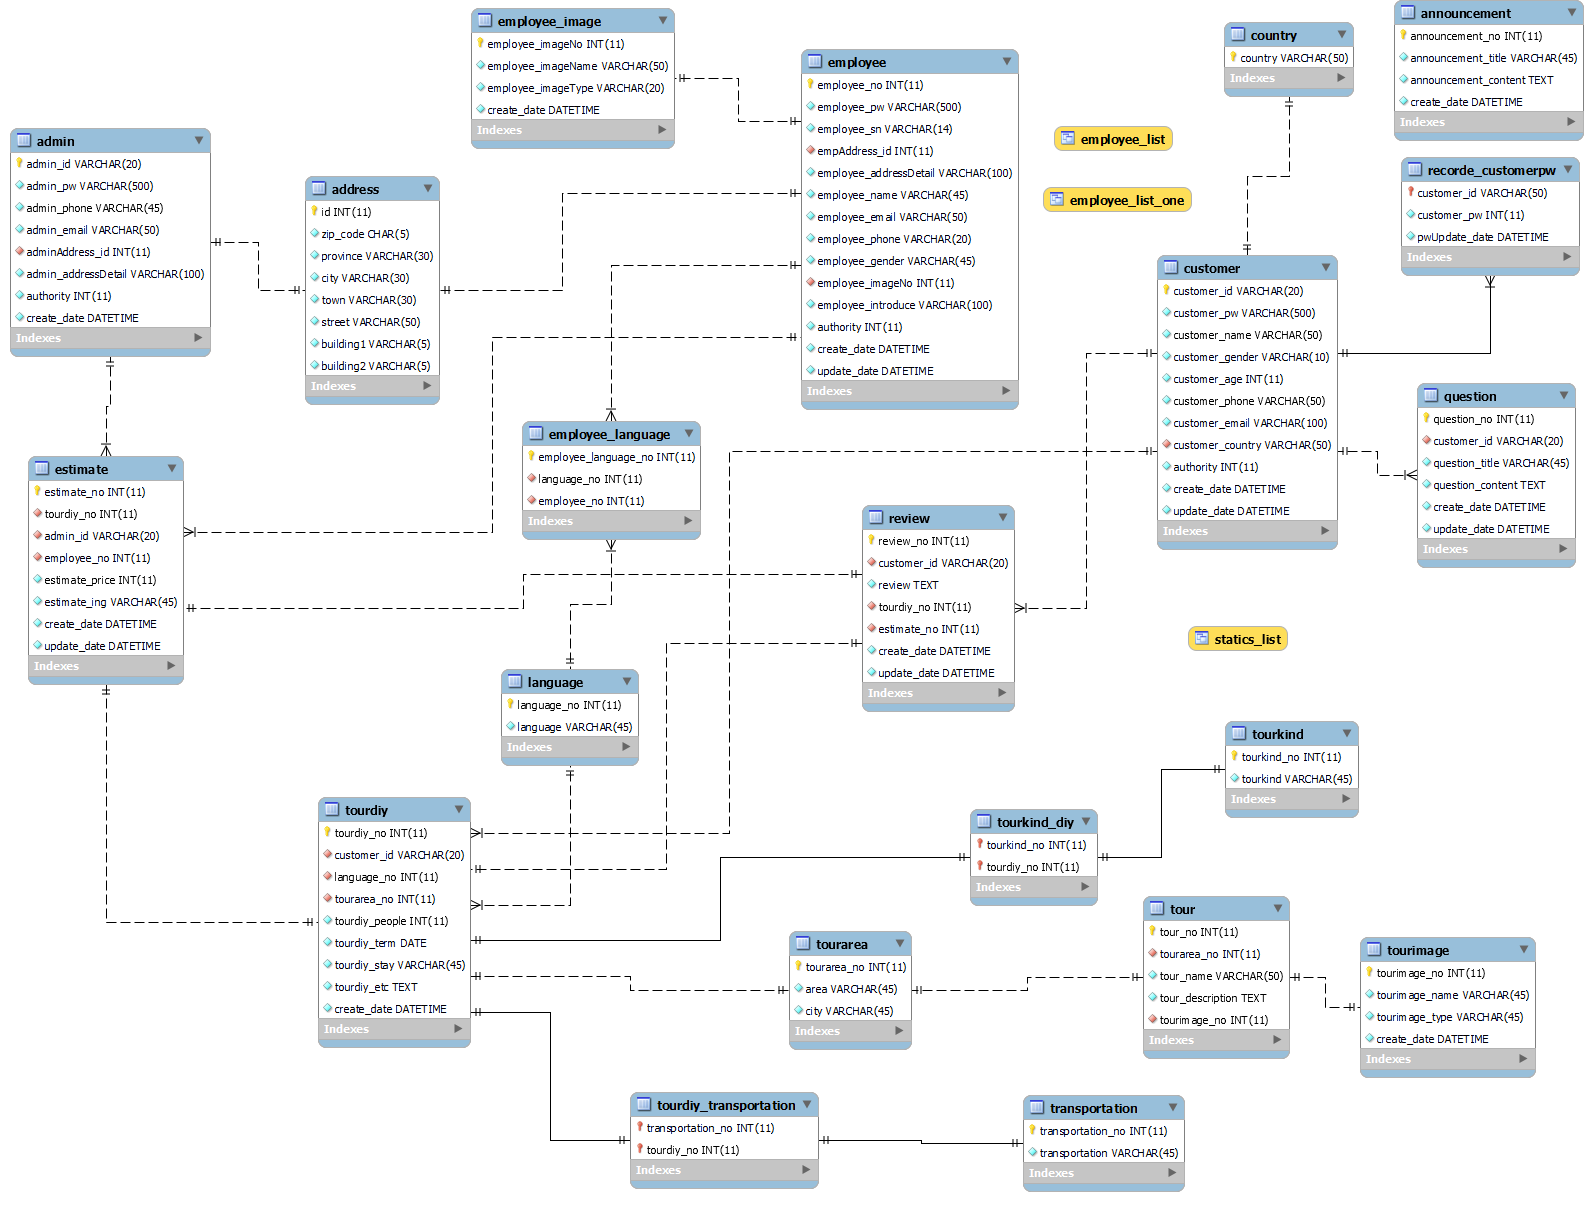 employee_image
employee_imageNo INT(11)
employee_imageName VARCHAR(50)
employee_imageType VARCHAR(20)
create_date DATETIME
Indexes
employee
employee_no INT(11)
employee_pw VARCHAR(500)
employee_sn VARCHAR(14)
empAddress_id INT(11)
employee_addressDetail VARCHAR(100)
employee_name VARCHAR(45)
employee_email VARCHAR(50)
employee_phone VARCHAR(20)
employee_gender VARCHAR(45)
employee_imageNo INT(11)
employee_introduce VARCHAR(100)
authority INT(11)
create_date DATETIME
update_date DATETIME
Indexes
country
country VARCHAR(50)
Indexes
announcement
announcement_no INT(11)
announcement_title VARCHAR(45)
announcement_content TEXT
create_date DATETIME
Indexes
employee_list
employee_list_one
admin
admin_id VARCHAR(20)
admin_pw VARCHAR(500)
admin_phone VARCHAR(45)
admin_email VARCHAR(50)
adminAddress_id INT(11)
admin_addressDetail VARCHAR(100)
authority INT(11)
create_date DATETIME
Indexes
address
id INT(11)
zip_code CHAR(5)
province VARCHAR(30)
city VARCHAR(30)
town VARCHAR(30)
street VARCHAR(50)
building1 VARCHAR(5)
building2 VARCHAR(5)
Indexes
recorde_customerpw
customer_id VARCHAR(50)
customer_pw INT(11)
pwUpdate_date DATETIME
Indexes
customer
customer_id VARCHAR(20)
customer_pw VARCHAR(500)
customer_name VARCHAR(50)
customer_gender VARCHAR(10)
customer_age INT(11)
customer_phone VARCHAR(50)
customer_email VARCHAR(100)
customer_country VARCHAR(50)
authority INT(11)
create_date DATETIME
update_date DATETIME
Indexes
question
question_no INT(11)
customer_id VARCHAR(20)
question_title VARCHAR(45)
question_content TEXT
create_date DATETIME
update_date DATETIME
Indexes
estimate
estimate_no INT(11)
tourdiy_no INT(11)
admin_id VARCHAR(20)
employee_no INT(11)
estimate_price INT(11)
estimate_ing VARCHAR(45)
create_date DATETIME
update_date DATETIME
Indexes
employee_language
employee_language_no INT(11)
language_no INT(11)
employee_no INT(11)
Indexes
review
review_no INT(11)
customer_id VARCHAR(20)
review TEXT
tourdiy_no INT(11)
estimate_no INT(11)
create_date DATETIME
update_date DATETIME
Indexes
statics_list
language
language_no INT(11)
language VARCHAR(45)
Indexes
tourkind
tourkind_no INT(11)
tourkind VARCHAR(45)
Indexes
tourdiy
tourdiy_no INT(11)
customer_id VARCHAR(20)
language_no INT(11)
tourarea_no INT(11)
tourdiy_people INT(11)
tourdiy_term DATE
tourdiy_stay VARCHAR(45)
tourdiy_etc TEXT
create_date DATETIME
Indexes
tourkind_diy
tourkind_no INT(11)
tourdiy_no INT(11)
Indexes
tourarea
tourarea_no INT(11)
area VARCHAR(45)
city VARCHAR(45)
Indexes
tour
tour_no INT(11)
tourarea_no INT(11)
tour_name VARCHAR(50)
tour_description TEXT
tourimage_no INT(11)
Indexes
tourimage
tourimage_no INT(11)
tourimage_name VARCHAR(45)
tourimage_type VARCHAR(45)
create_date DATETIME
Indexes
tourdiy_transportation
transportation_no INT(11)
tourdiy_no INT(11)
Indexes
transportation
transportation_no INT(11)
transportation VARCHAR(45)
Indexes